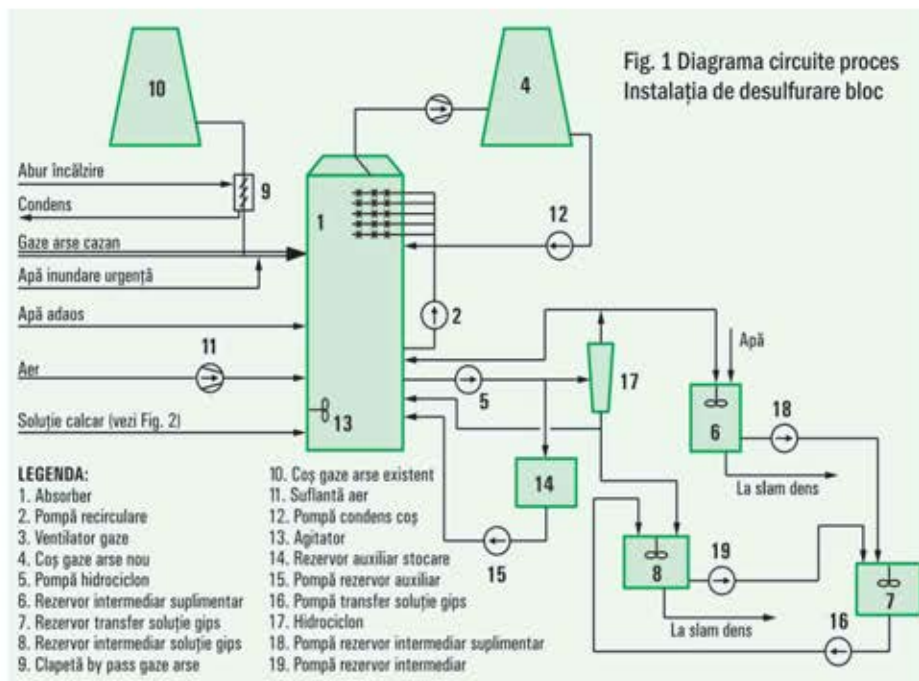 Fig. 1 Diagrama circuite proces
Instalația de desulfurare bloc
10
4
Abur încălzire
9
Condens
1
12
Gaze arse cazan
Apă inundare urgență
2
Apă adaos
11
Apă
Aer
5
17
Soluție calcar (vezi Fig. 2)
13
6
18
14
La slam dens
15
8
19
7
La slam dens
16
LEGENDA:
1. Absorber
2. Pompă recirculare
3. Ventilator gaze
4. Coș gaze arse nou
5. Pompă hidrociclon
6. Rezervor intermediar suplimentar
7. Rezervor transfer soluție gips
8. Rezervor intermediar soluție gips
9. Clapetă by pass gaze arse
10. Coș gaze arse existent
11. Suflantă aer
12. Pompă condens coș
13. Agitator
14. Rezervor auxiliar stocare
15. Pompă rezervor auxiliar
16. Pompă transfer soluție gips
17. Hidrociclon
18. Pompă rezervor intermediar suplimentar
19. Pompă rezervor intermediar